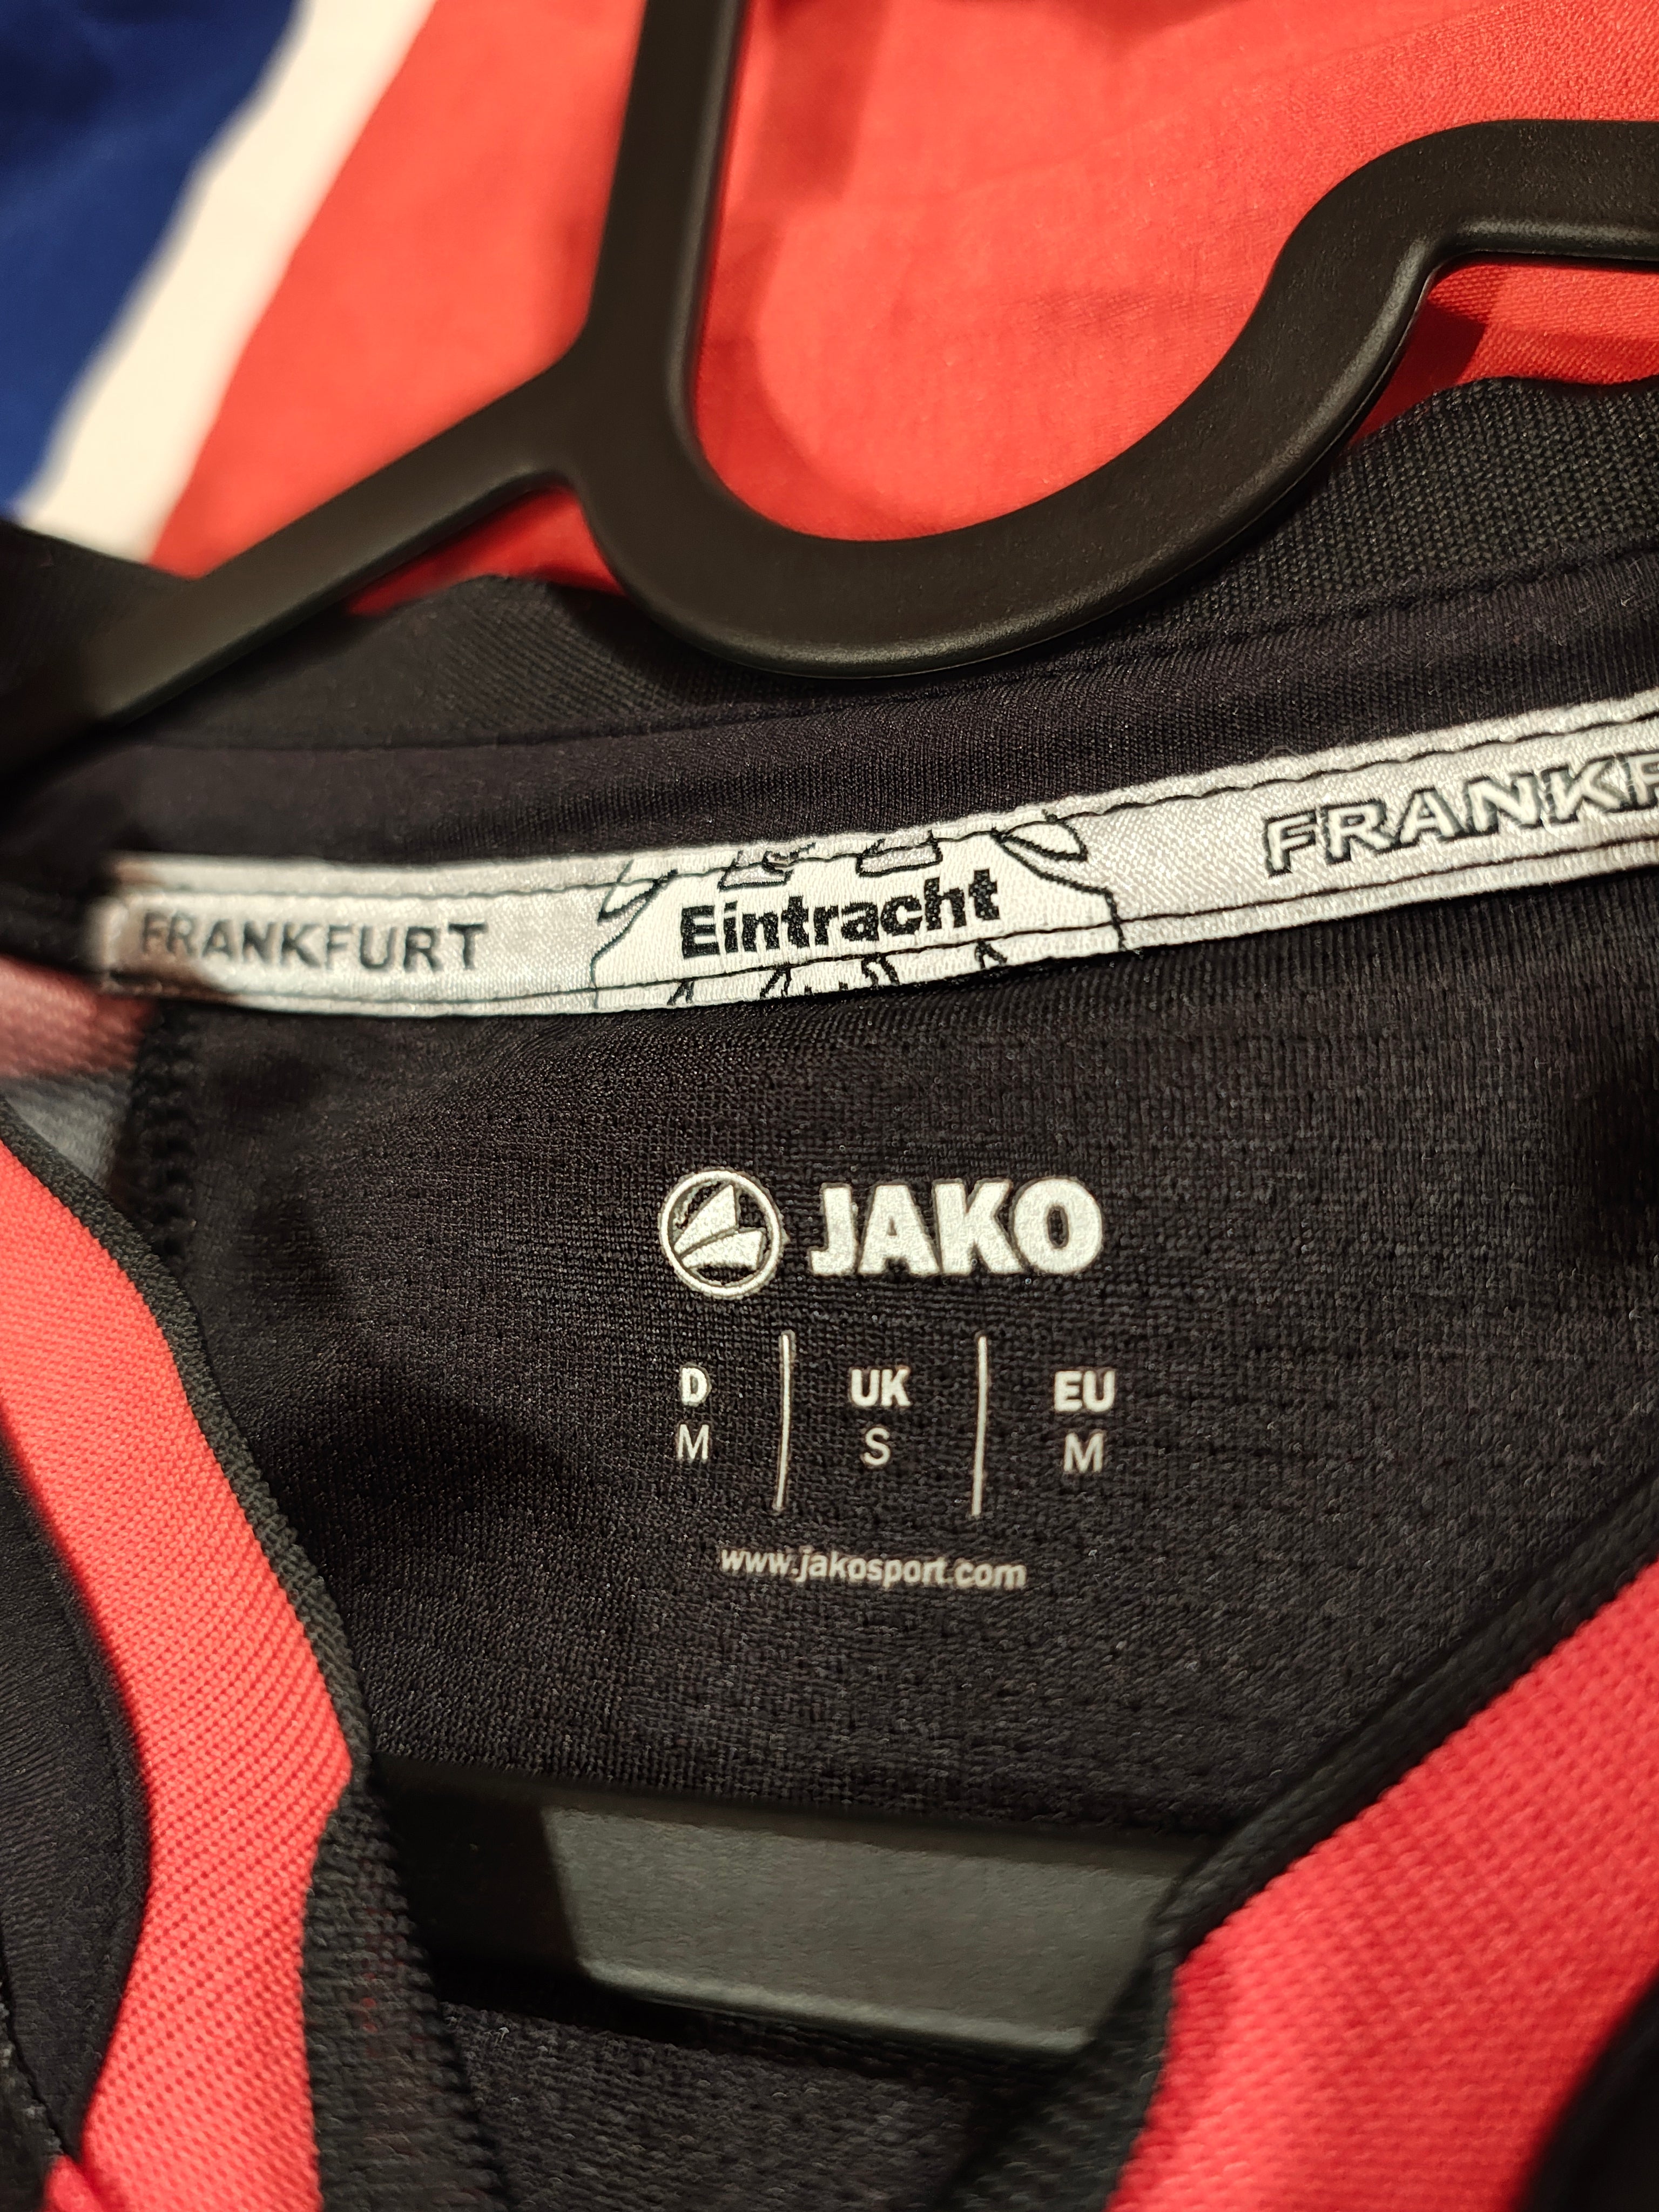 FRANKFURT Eintracht FRANKF
JAKO
D UK EU
M S M
www.jakosport.com